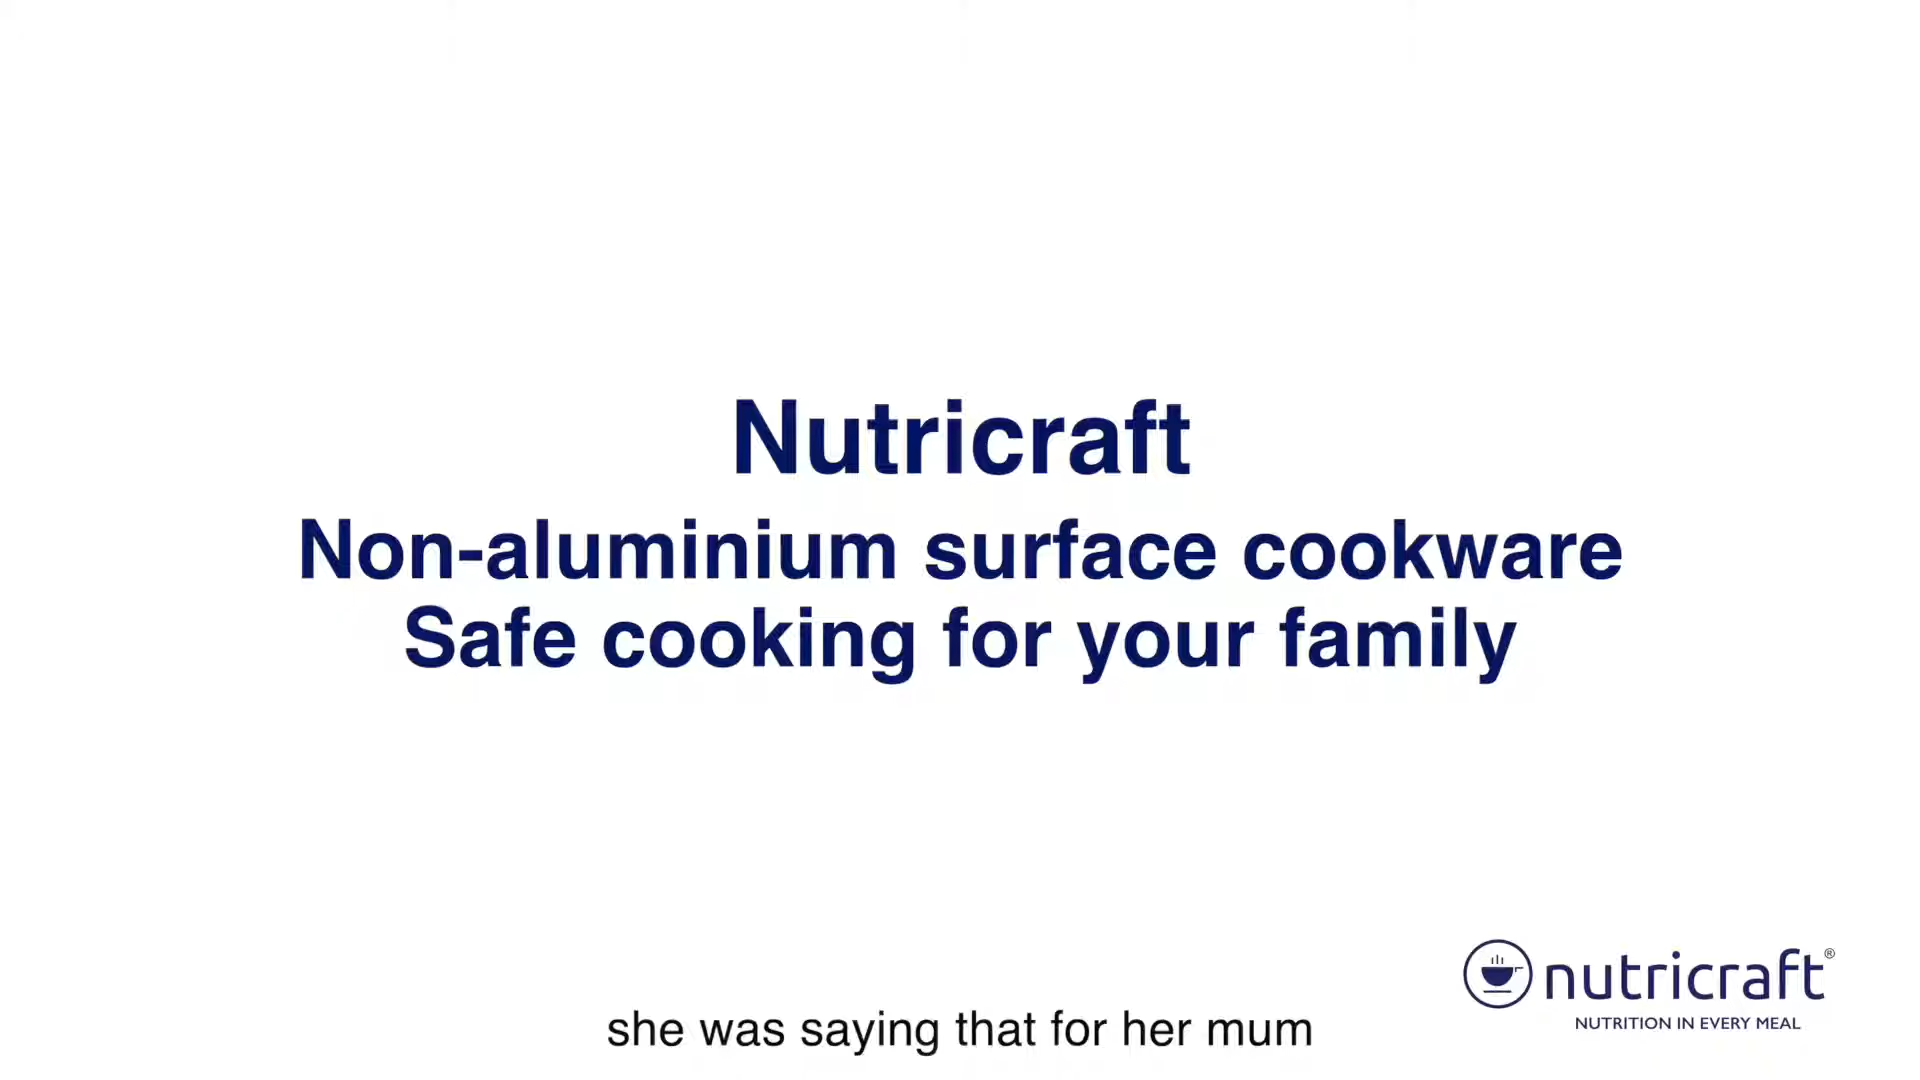 Nutricraft
Non-aluminium surface cookware
Safe cooking for your family
nutricraft®
NUTRITION IN EVERY MEAL
she was saying that for her mum